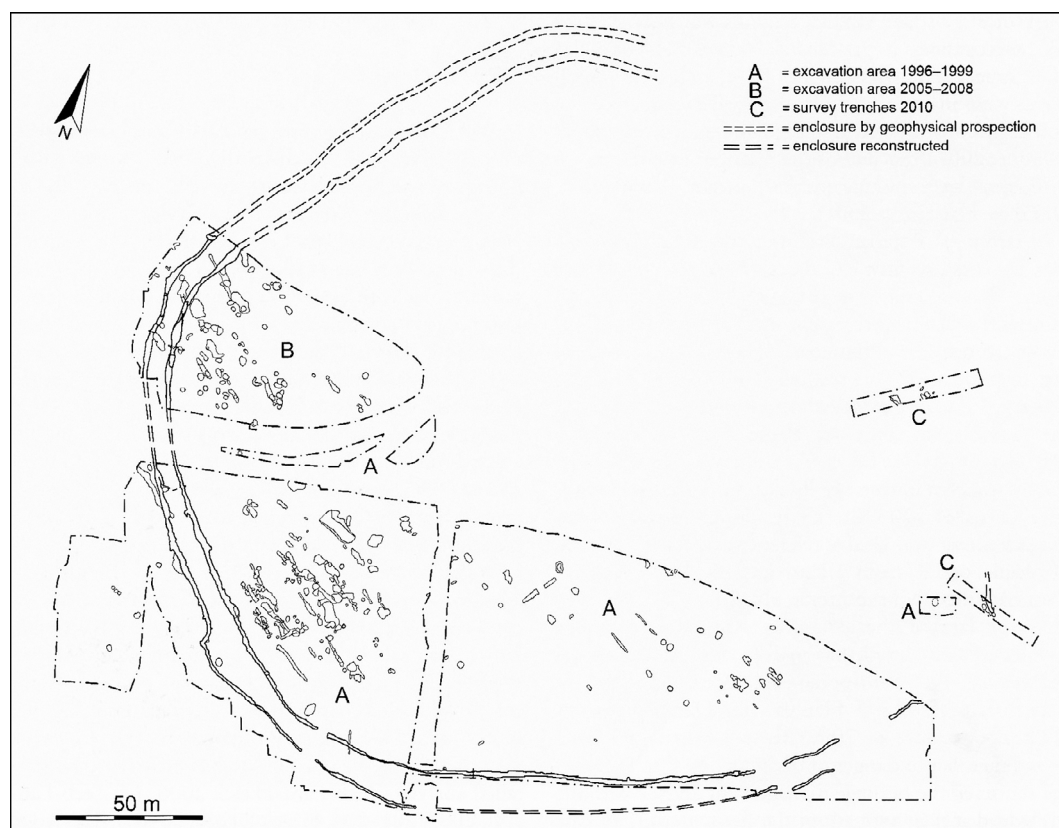 A = excavation area 1996–1999
B = excavation area 2005–2008
C = survey trenches 2010
= enclosure by geophysical prospection
= enclosure reconstructed
N
B
C
A
C
A
A
A
50 m